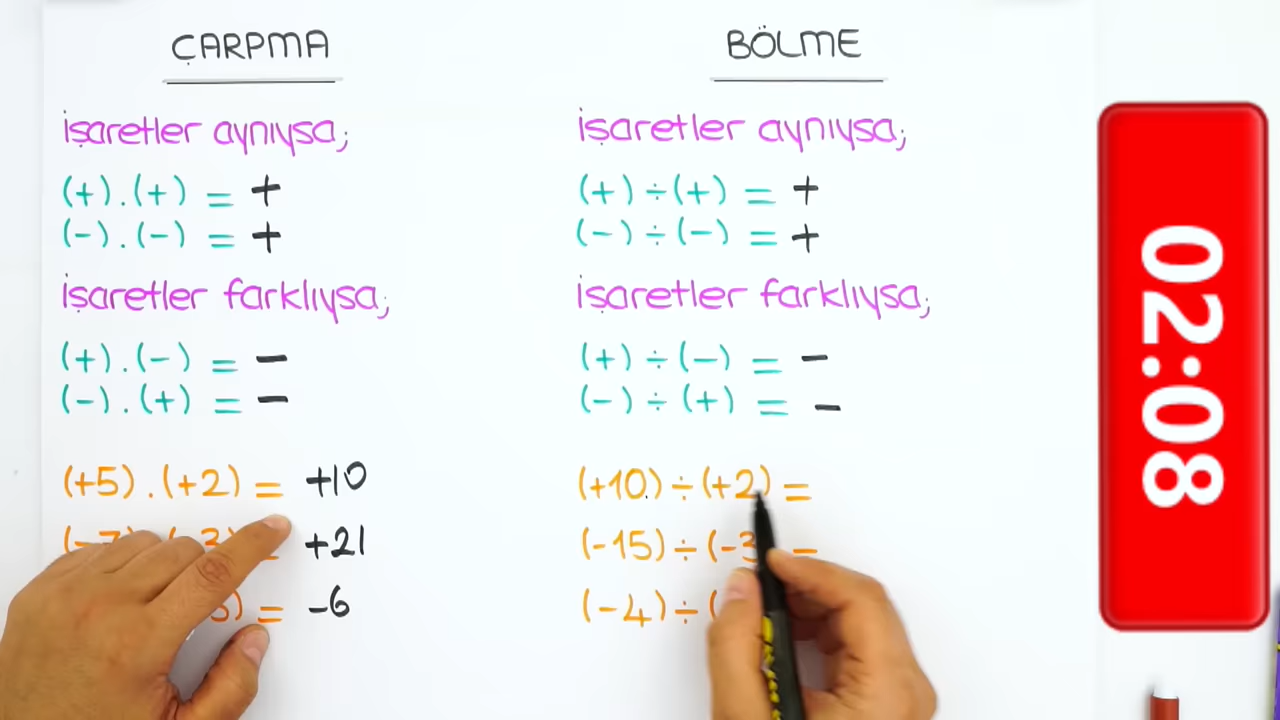 ÇARPMA
işaretler aynıysa;
(+).(+) = +
(-).(-) = +
işaretler farklıysa;
(+).(-) = -
(-).(+) = -
(+5).(+2) = +10
= +21
= -6
BÖLME
işaretler aynıysa;
(+)÷(+) = +
(-)÷(-) = +
işaretler farklıysa;
(+)÷(-) = -
(-)÷(+) = -
(+10)÷(+2) =
(-15)÷(-3 =
(-4)÷(
02:08